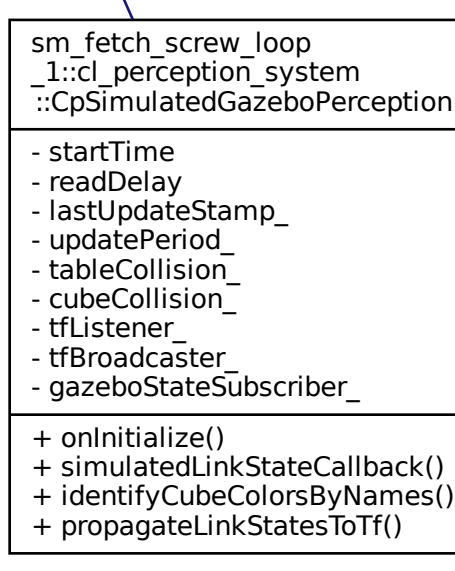 sm_fetch_screw_loop
_1::cl_perception_system
::CpSimulatedGazeboPerception
- startTime
- readDelay
- lastUpdateStamp_
- updatePeriod_
- tableCollision_
- cubeCollision_
- tfListener_
- tfBroadcaster_
- gazeboStateSubscriber_
+ onInitialize()
+ simulatedLinkStateCallback()
+ identifyCubeColorsByNames()
+ propagateLinkStatesToTf()